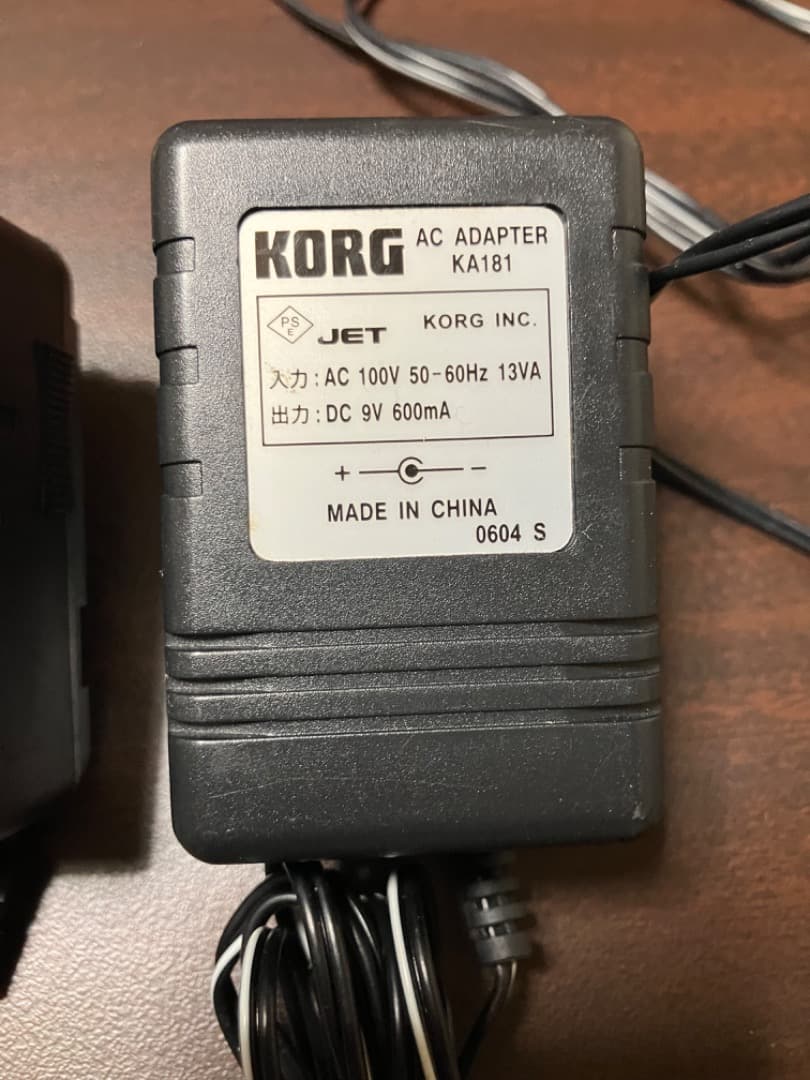 KORG AC ADAPTER
KA181
PSE JET KORG INC.
入力 : AC 100V 50-60Hz 13VA
出力 : DC 9V 600mA
+ −
MADE IN CHINA
0604 S